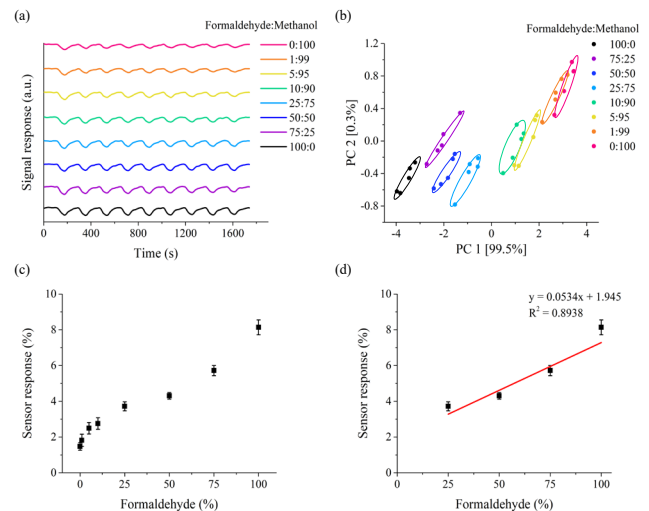 (a)
Formaldehyde:Methanol
0:100
1:99
5:95
10:90
25:75
50:50
75:25
100:0
Signal response (a.u.)
0 400 800 1200 1600
Time (s)
(b)
Formaldehyde:Methanol
100:0
75:25
50:50
25:75
10:90
5:95
1:99
0:100
PC 2 [0.3%]
1.2
0.8
0.4
0.0
-0.4
-0.8
-4 -2 0 2 4
PC 1 [99.5%]
(c)
Sensor response (%)
10
8
6
4
2
0
0 25 50 75 100
Formaldehyde (%)
(d)
y = 0.0534x + 1.945
R2 = 0.8938
Sensor response (%)
10
8
6
4
2
0
0 25 50 75 100
Formaldehyde (%)